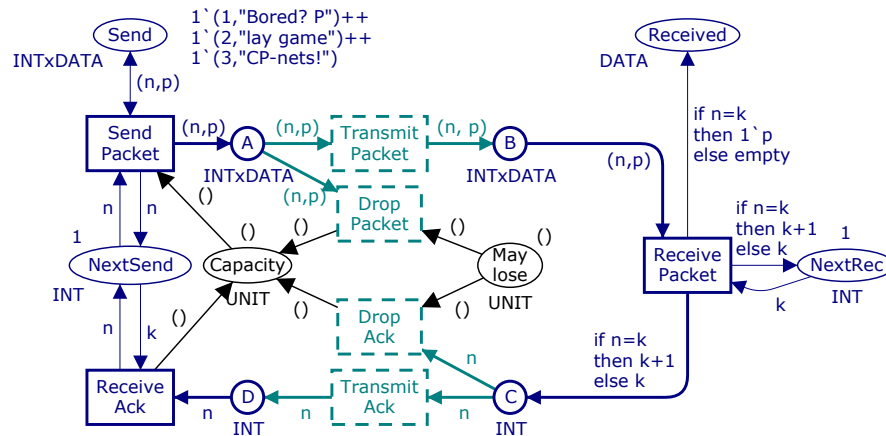 Send
1`(1,"Bored? P")++
1`(2,"lay game")++
1`(3,"CP-nets!")
INTxDATA
Received
DATA
(n,p)
Send
Packet
(n,p)
A
INTxDATA
(n,p)
Transmit
Packet
(n, p)
B
INTxDATA
(n,p)
if n=k
then 1`p
else empty
(n,p)
Drop
Packet
n
n
()
()
()
()
()
1
NextSend
INT
Capacity
UNIT
May
lose
UNIT
Receive
Packet
if n=k
then k+1
else k
1
NextRec
INT
k
()
()
()
Drop
Ack
n
k
n
if n=k
then k+1
else k
Receive
Ack
n
D
INT
n
Transmit
Ack
n
C
INT